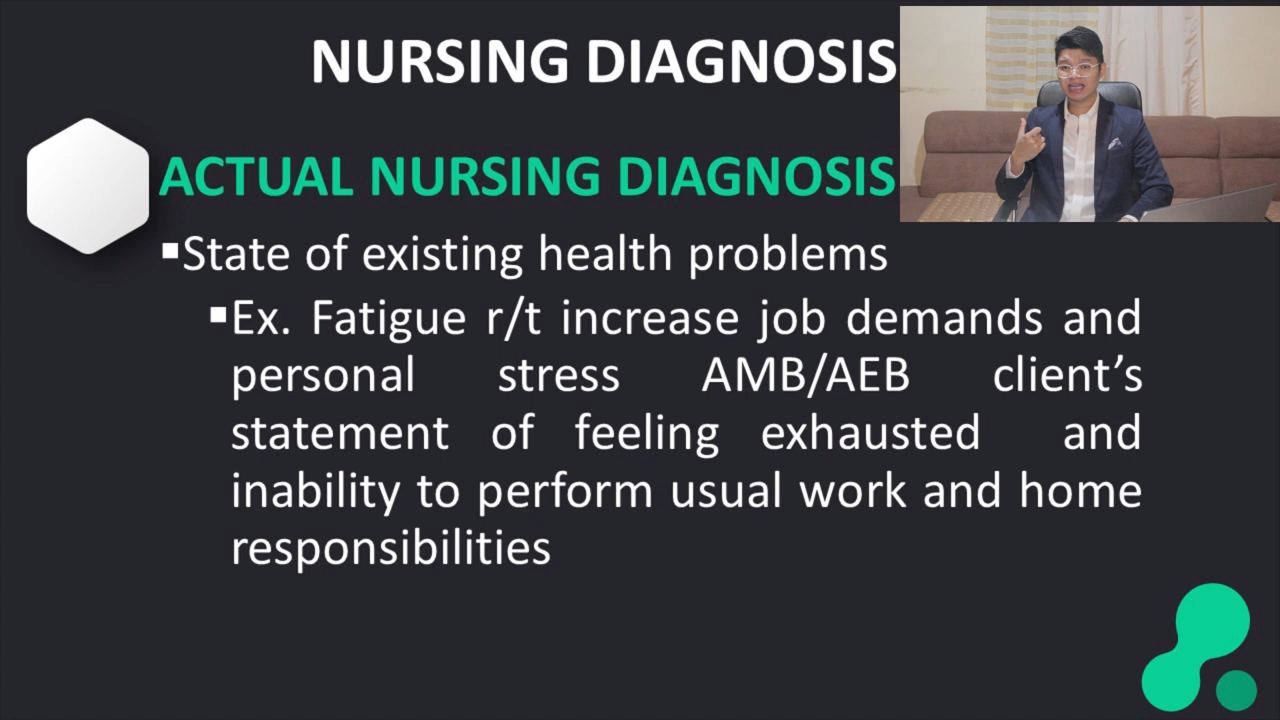 NURSING DIAGNOSIS
ACTUAL NURSING DIAGNOSIS
▪State of existing health problems
▪Ex. Fatigue r/t increase job demands and
personal stress AMB/AEB client’s
statement of feeling exhausted and
inability to perform usual work and home
responsibilities